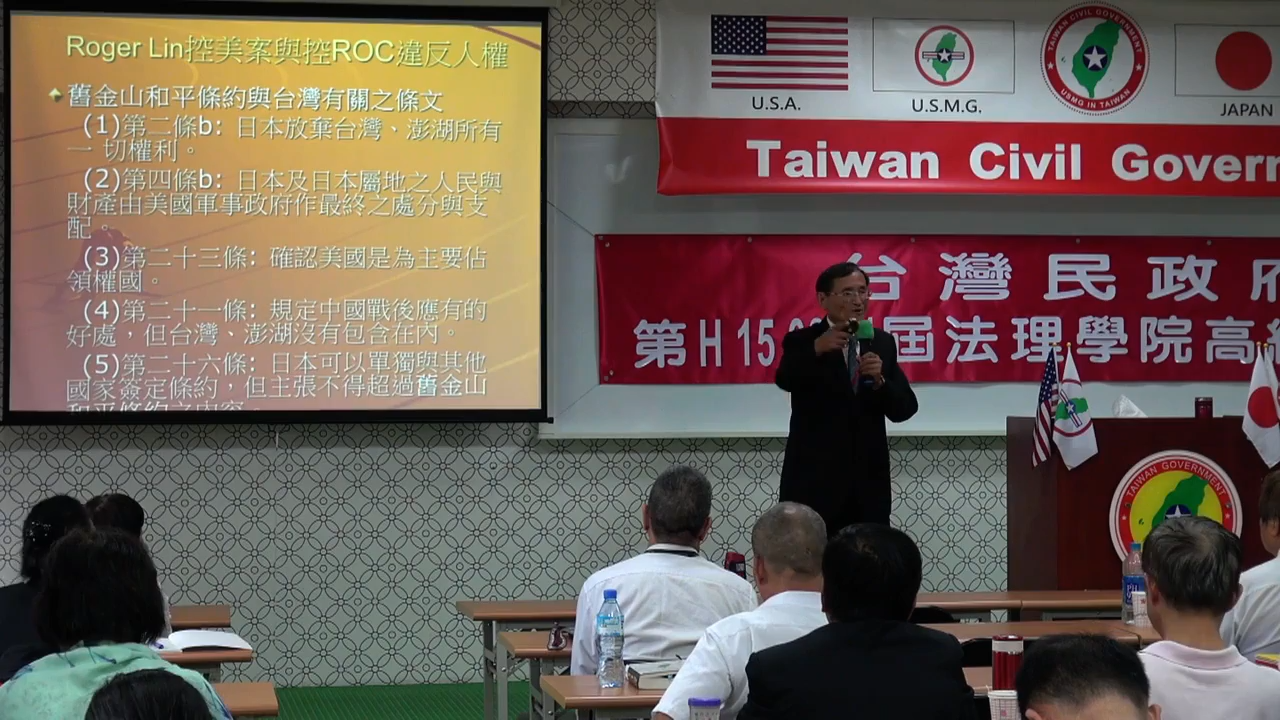 Roger Lin控美案與控ROC違反人權
舊金山和平條約與台灣有關之條文
(1)第二條b: 日本放棄台灣、澎湖所有
一 切權利。
(2)第四條b: 日本及日本屬地之人民與
財產由美國軍事政府作最終之處分與支
配。
(3)第二十三條: 確認美國是為主要佔
領權國。
(4)第二十一條: 規定中國戰後應有的
好處，但台灣、澎湖沒有包含在內。
(5)第二十六條: 日本可以單獨與其他
國家簽定條約，但主張不得超過舊金山
和平條約之內容。
U.S.A.
U.S.M.G.
TAIWAN CIVIL GOVERNMENT
USMG IN TAIWAN
JAPAN
Taiwan Civil Govern
台灣民政府
第H 15 屆法理學院高
TAIWAN GOVERNMENT